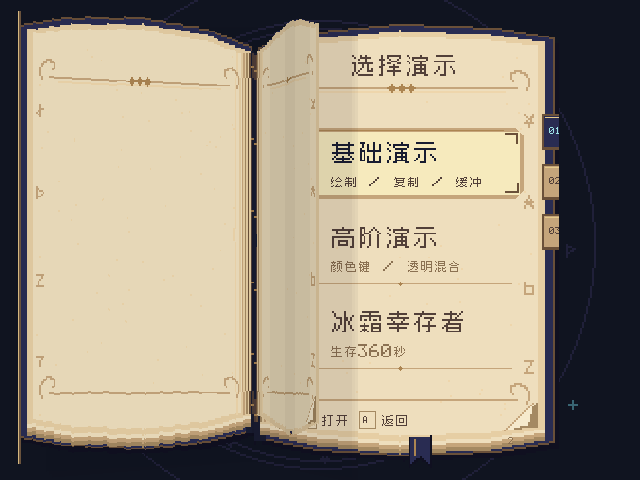 选择演示
基础演示
绘制 / 复制 / 缓冲
高阶演示
颜色键 / 透明混合
冰霜幸存者
生存360秒
打开 A 返回
01
02
03